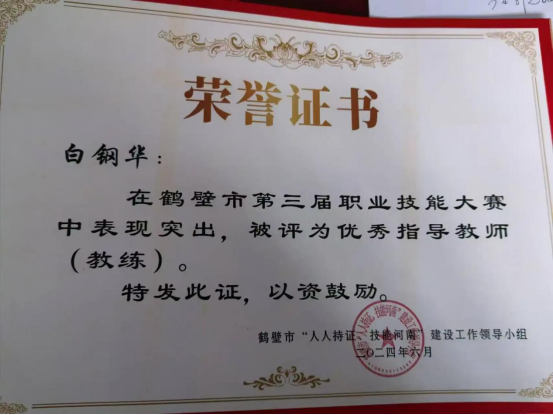 荣誉证书
白钢华：
在鹤壁市第三届职业技能大赛
中表现突出，被评为优秀指导教师
（教练）。
特发此证，以资鼓励。
鹤壁市“人人持证、技能河南”建设工作领导小组
二〇二四年六月